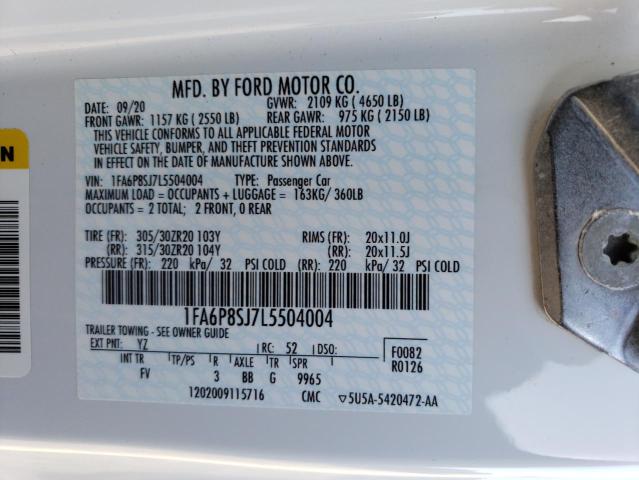 MFD. BY FORD MOTOR CO.
DATE: 09/20 GVWR: 2109 KG ( 4650 LB)
FRONT GAWR: 1157 KG ( 2550 LB) REAR GAWR: 975 KG ( 2150 LB)
THIS VEHICLE CONFORMS TO ALL APPLICABLE FEDERAL MOTOR
VEHICLE SAFETY, BUMPER, AND THEFT PREVENTION STANDARDS
IN EFFECT ON THE DATE OF MANUFACTURE SHOWN ABOVE.
VIN: 1FA6P8SJ7L5504004 TYPE: Passenger Car
MAXIMUM LOAD = OCCUPANTS + LUGGAGE = 163KG/ 360LB
OCCUPANTS = 2 TOTAL; 2 FRONT, 0 REAR
TIRE (FR): 305/30ZR20 103Y RIMS (FR): 20x11.0J
(RR): 315/30ZR20 104Y (RR): 20x11.5J
PRESSURE (FR): 220 kPa/ 32 PSI COLD (RR): 220 kPa/ 32 PSI COLD
1FA6P8SJ7L5504004
TRAILER TOWING - SEE OWNER GUIDE
EXT PNT: YZ RC: 52 DSO: F0082
R0126
INT TR TP/PS R AXLE TR SPR
FV 3 BB G 9965
1202009115716 CMC ▽5U5A-5420472-AA